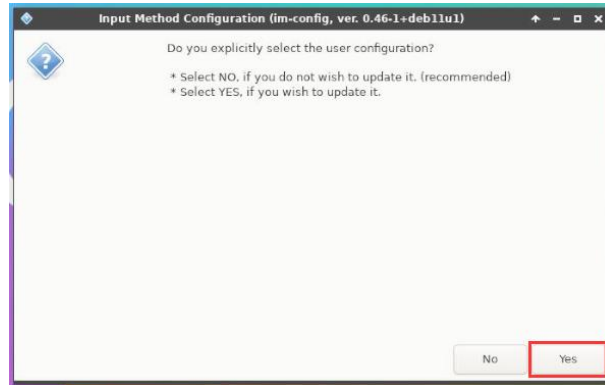 Input Method Configuration (im-config, ver. 0.46-1+deb11u1)
Do you explicitly select the user configuration?
* Select NO, if you do not wish to update it. (recommended)
* Select YES, if you wish to update it.
No
Yes